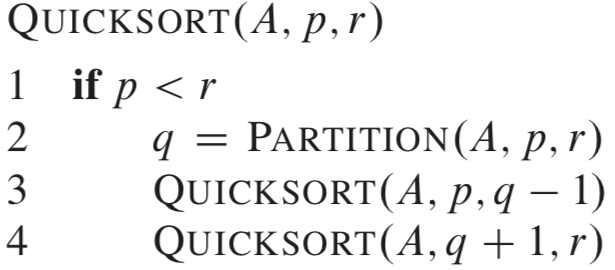 QUICKSORT(A, p, r)
1 if p < r
2 q = PARTITION(A, p, r)
3 QUICKSORT(A, p, q − 1)
4 QUICKSORT(A, q + 1, r)